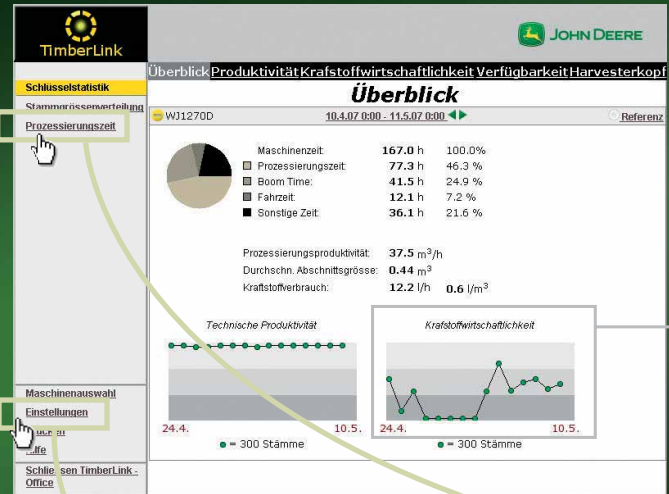 TimberLink
JOHN DEERE
Überblick Produktivität Krafstoffwirtschaftlichkeit Verfügbarkeit Harvesterkopf
Schlüsselstatistik
Stammgrössenverteilung
Prozessierungszeit
Überblick
WJ1270D 10.4.07 0:00 - 11.5.07 0:00 Referenz
Maschinenzeit: 167.0 h 100.0%
Prozessierungszeit: 77.3 h 46.3 %
Boom Time: 41.5 h 24.9 %
Fahrzeit: 12.1 h 7.2 %
Sonstige Zeit: 36.1 h 21.6 %
Prozessierungsproduktivität: 37.5 m³/h
Durchschn. Abschnittsgrösse: 0.44 m³
Kraftstoffverbrauch: 12.2 l/h 0.6 l/m³
Technische Produktivität
24.4. 10.5.
= 300 Stämme
Krafstoffwirtschaftlichkeit
24.4. 10.5.
= 300 Stämme
Maschinenauswahl
Einstellungen
Schliessen TimberLink -
Office